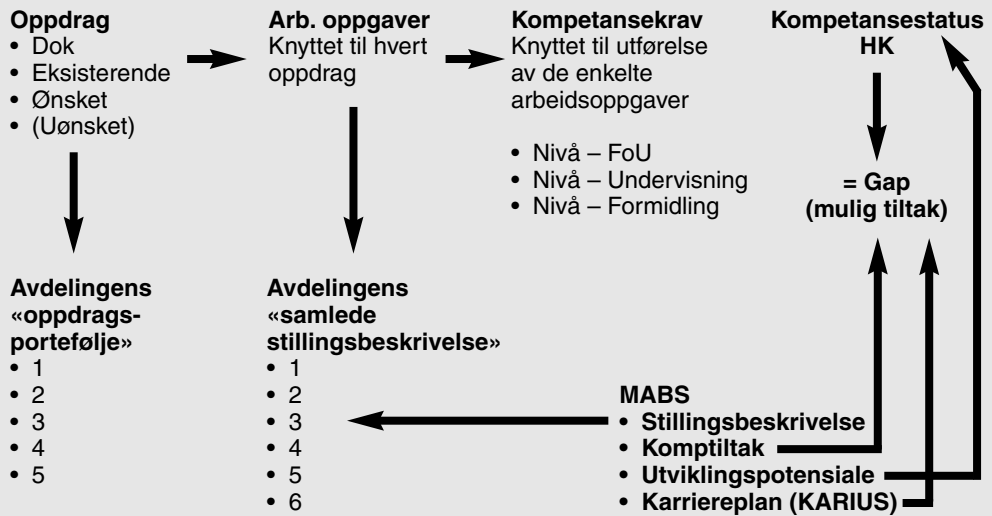 Oppdrag
• Dok
• Eksisterende
• Ønsket
• (Uønsket)
Arb. oppgaver
Knyttet til hvert
oppdrag
Kompetansekrav
Knyttet til utførelse
av de enkelte
arbeidsoppgaver
• Nivå – FoU
• Nivå – Undervisning
• Nivå – Formidling
Kompetansestatus
HK
= Gap
(mulig tiltak)
Avdelingens
«oppdrags-
portefølje»
• 1
• 2
• 3
• 4
• 5
Avdelingens
«samlede
stillingsbeskrivelse»
• 1
• 2
• 3
• 4
• 5
• 6
MABS
• Stillingsbeskrivelse
• Komptiltak
• Utviklingspotensiale
• Karriereplan (KARIUS)